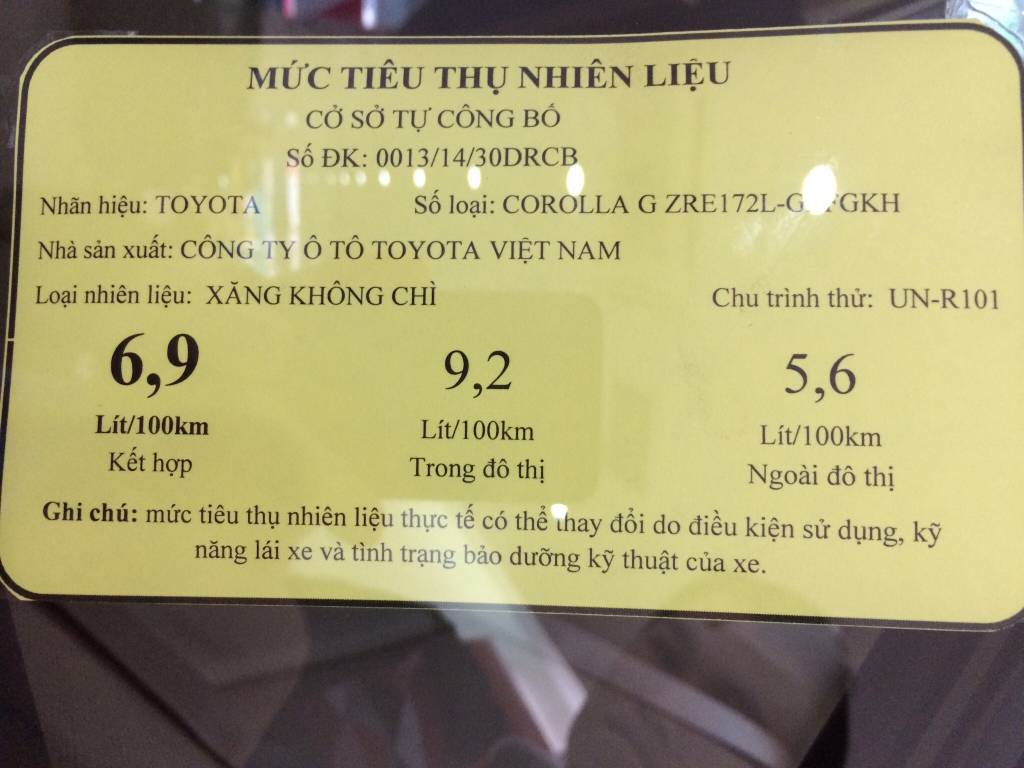 MỨC TIÊU THỤ NHIÊN LIỆU
CỞ SỞ TỰ CÔNG BỐ
Số ĐK: 0013/14/30DRCB
Nhãn hiệu: TOYOTA Số loại: COROLLA G
Nhà sản xuất: CÔNG TY Ô TÔ TOYOTA VIỆT NAM
Loại nhiên liệu: XĂNG KHÔNG CHÌ Chu trình thử: UN-R101
6,9 9,2 5,6
Lít/100km Lít/100km Lít/100km
Kết hợp Trong đô thị Ngoài đô thị
Ghi chú: mức tiêu thụ nhiên liệu thực tế có thể thay đổi do điều kiện sử dụng, kỹ
năng lái xe và tình trạng bảo dưỡng kỹ thuật của xe.